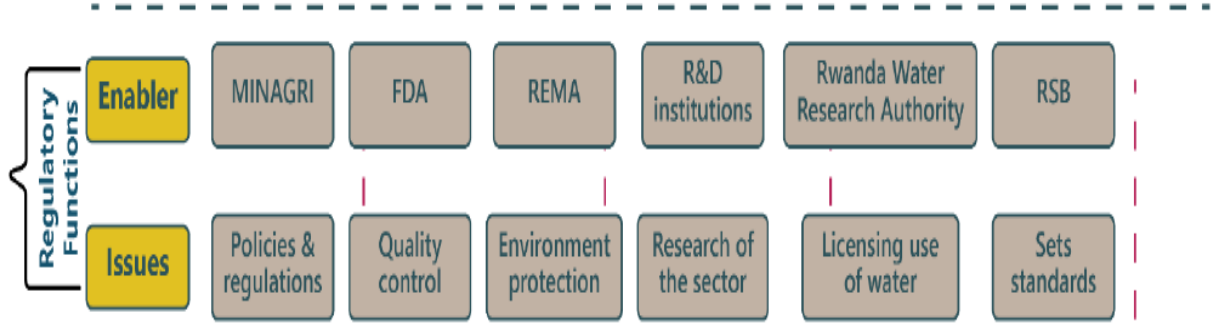 Regulatory
Functions
Enabler
MINAGRI
FDA
REMA
R&D
institutions
Rwanda Water
Research Authority
RSB
Issues
Policies &
regulations
Quality
control
Environment
protection
Research of
the sector
Licensing use
of water
Sets
standards